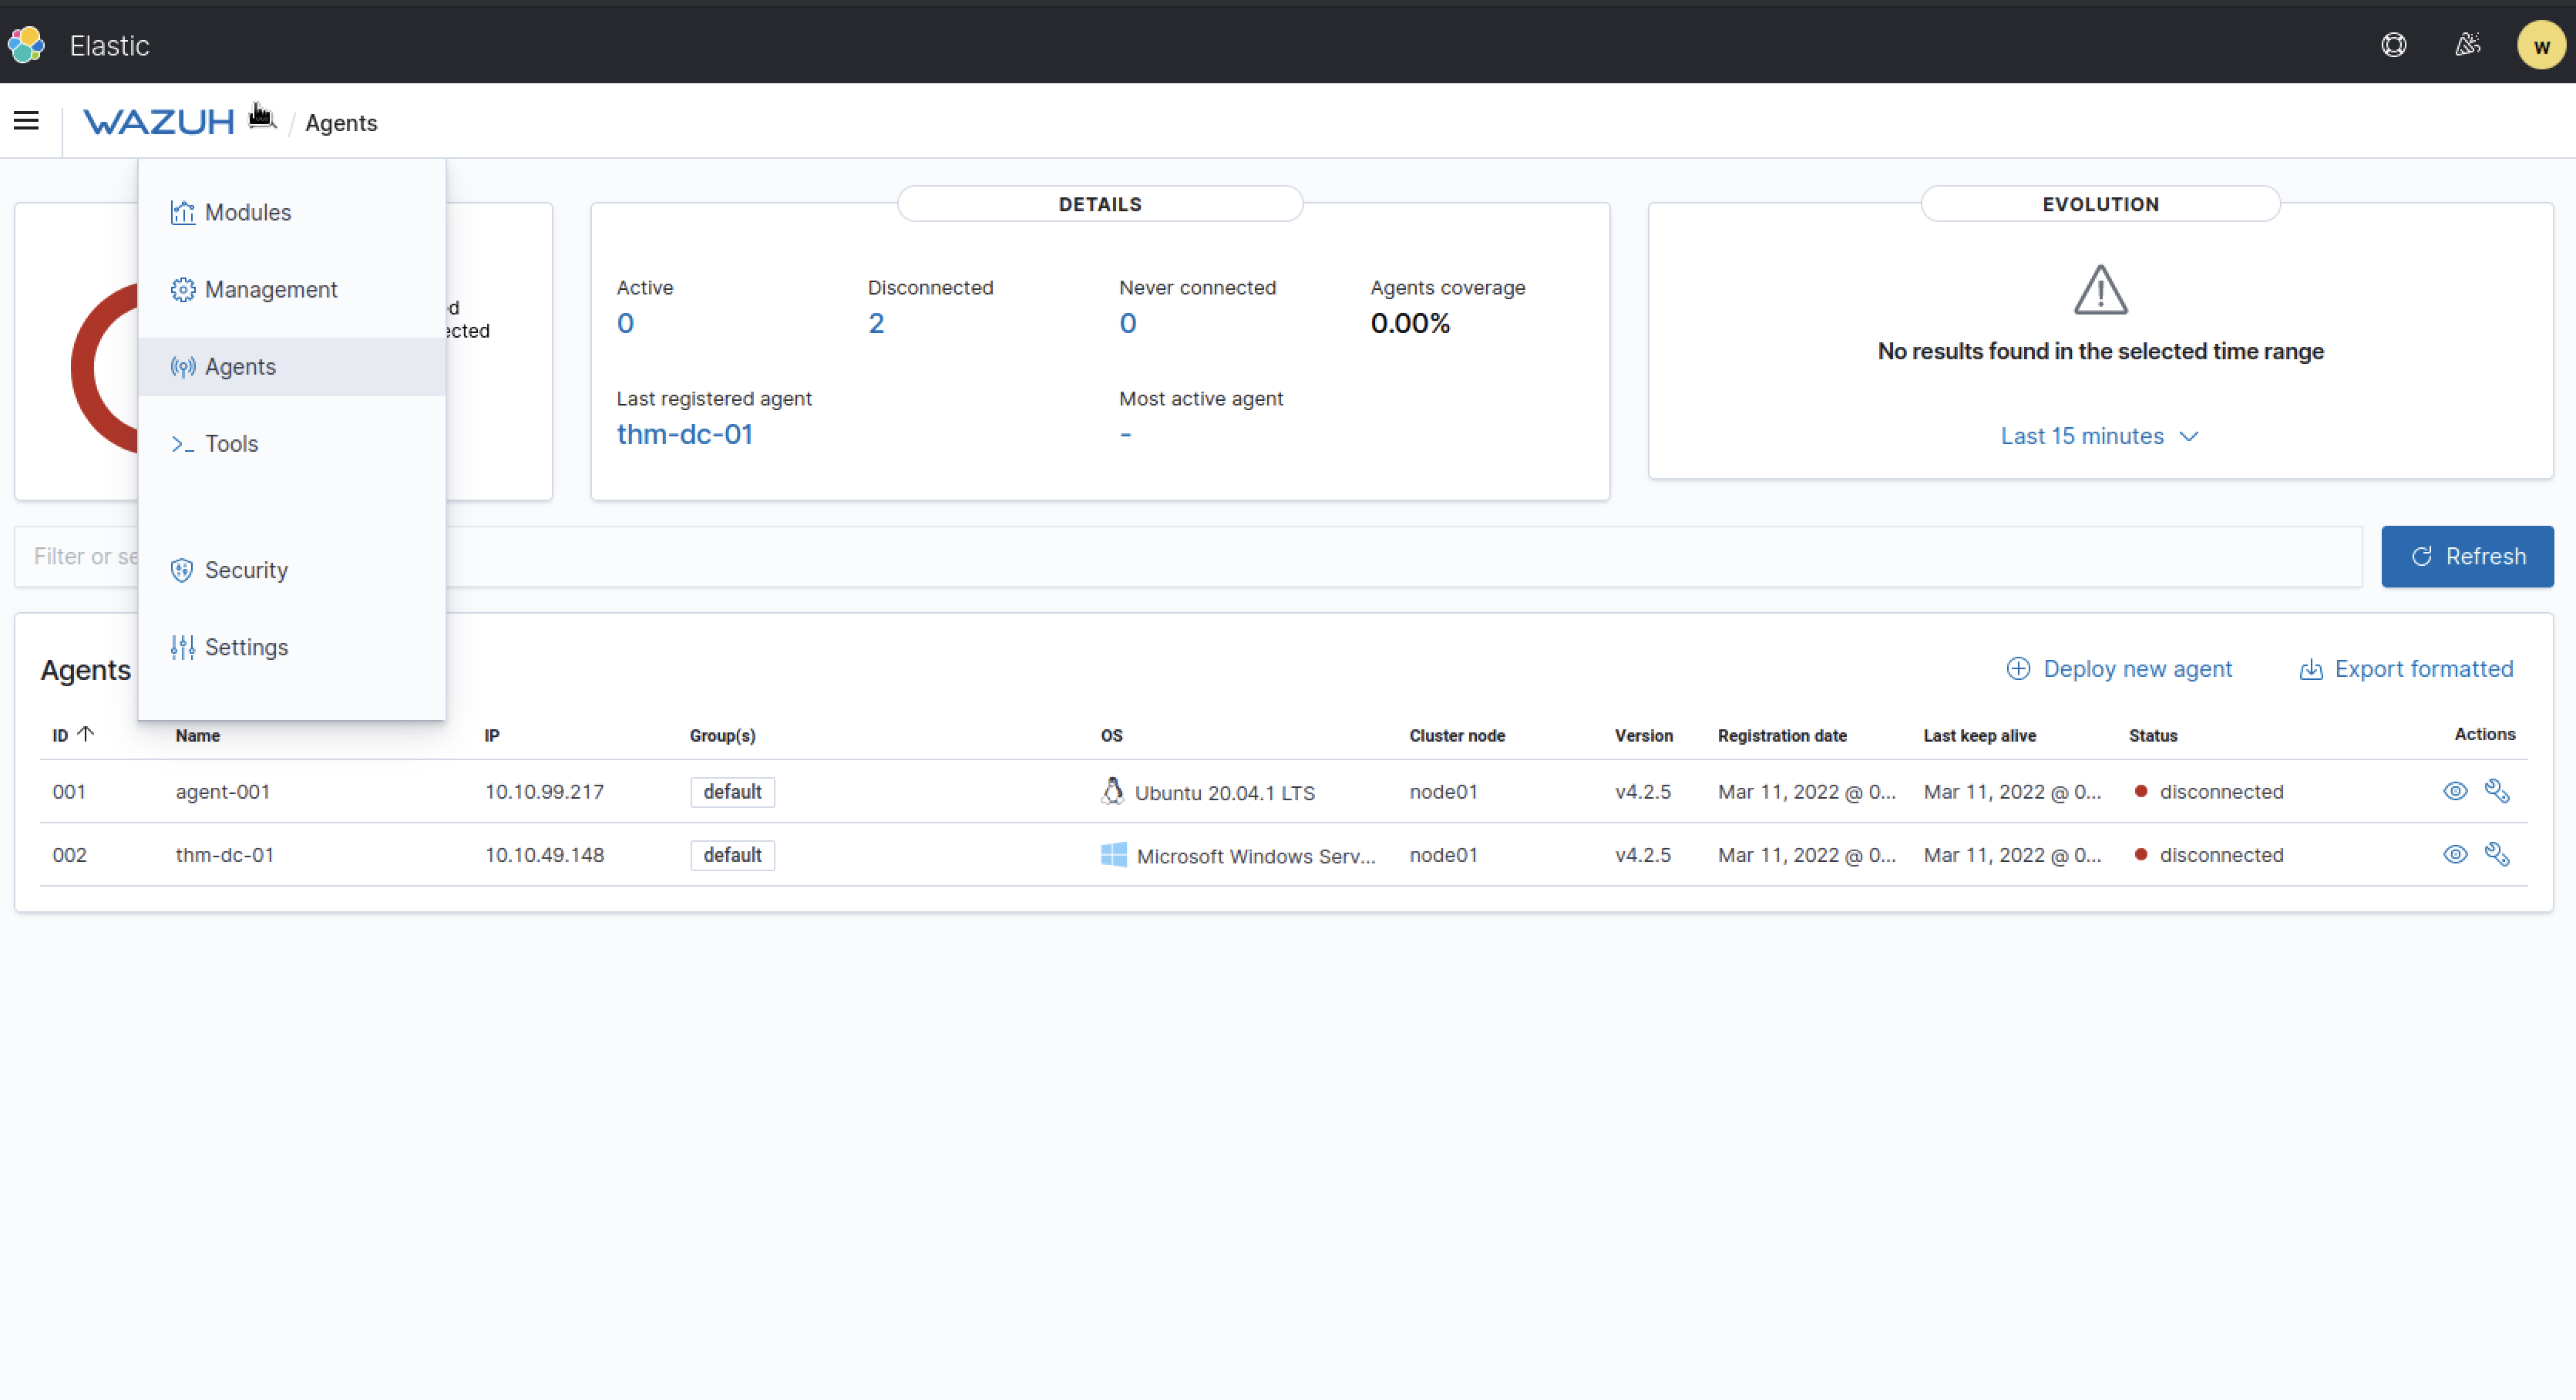 Elastic
W
WAZUH / Agents
Modules
Management
Agents
Tools
Security
Settings
d
ected
DETAILS
Active
0
Disconnected
2
Never connected
0
Agents coverage
0.00%
Last registered agent
thm-dc-01
Most active agent
-
EVOLUTION
No results found in the selected time range
Last 15 minutes
Filter or se
Refresh
Agents
Deploy new agent
Export formatted
ID Name IP Group(s) OS Cluster node Version Registration date Last keep alive Status Actions
001 agent-001 10.10.99.217 default Ubuntu 20.04.1 LTS node01 v4.2.5 Mar 11, 2022 @ 0... Mar 11, 2022 @ 0... disconnected
002 thm-dc-01 10.10.49.148 default Microsoft Windows Serv... node01 v4.2.5 Mar 11, 2022 @ 0... Mar 11, 2022 @ 0... disconnected